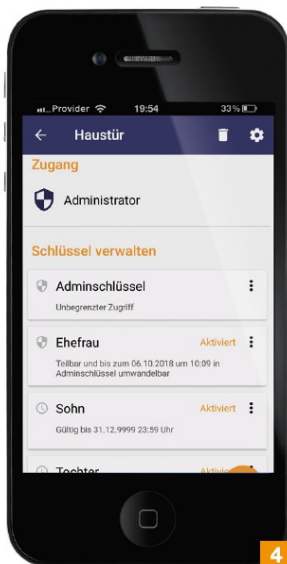 Provider 19:54 33%
Haustür
Zugang
Administrator
Schlüssel verwalten
Adminschlüssel
Unbegrenzter Zugriff
Ehefrau Aktiviert
Teilbar und bis zum 06.10.2018 um 10:09 in
Adminschlüssel umwandelbar
Sohn Aktiviert
Gültig bis 31.12.9999 23:59 Uhr
Tochter
4